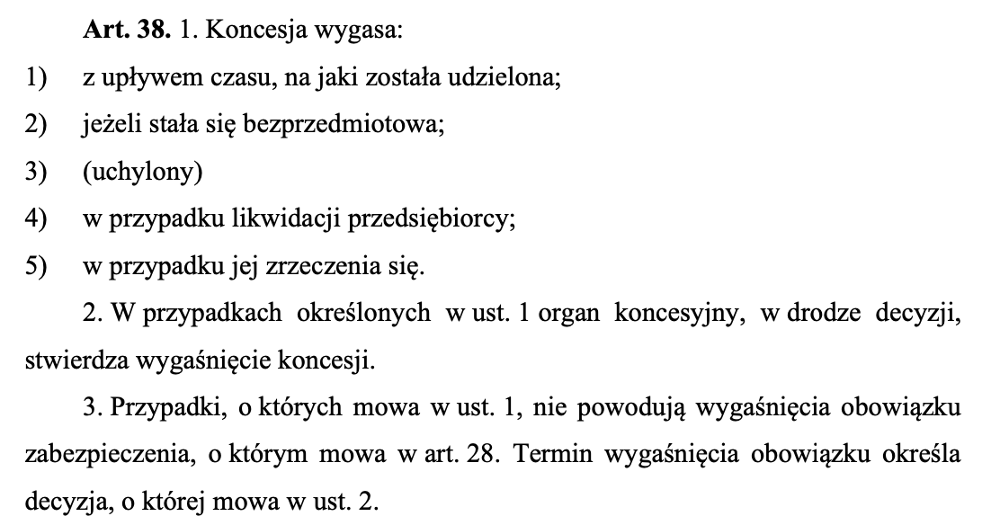 Art. 38. 1. Koncesja wygasa:
1) z upływem czasu, na jaki została udzielona;
2) jeżeli stała się bezprzedmiotowa;
3) (uchylony)
4) w przypadku likwidacji przedsiębiorcy;
5) w przypadku jej zrzeczenia się.
2. W przypadkach określonych w ust. 1 organ koncesyjny, w drodze decyzji,
stwierdza wygaśnięcie koncesji.
3. Przypadki, o których mowa w ust. 1, nie powodują wygaśnięcia obowiązku
zabezpieczenia, o którym mowa w art. 28. Termin wygaśnięcia obowiązku określa
decyzja, o której mowa w ust. 2.